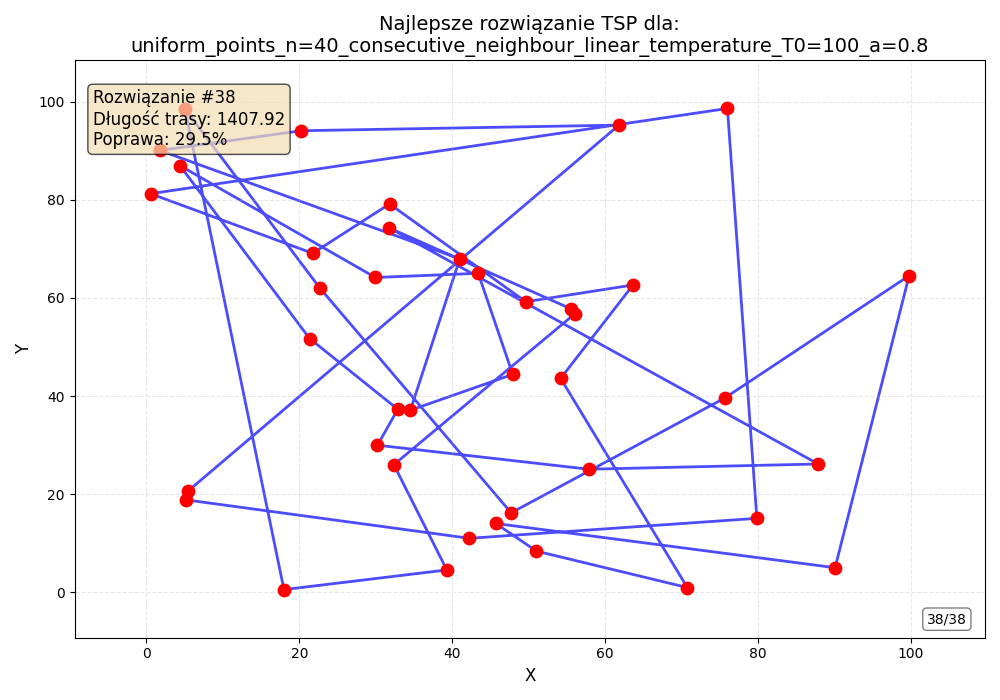 Najlepsze rozwiązanie TSP dla:
uniform_points_n=40_consecutive_neighbour_linear_temperature_T0=100_a=0.8
Rozwiązanie #38
Długość trasy: 1407.92
Poprawa: 29.5%
100
80
60
40
20
0
Y
38/38
0 20 40 60 80 100
X